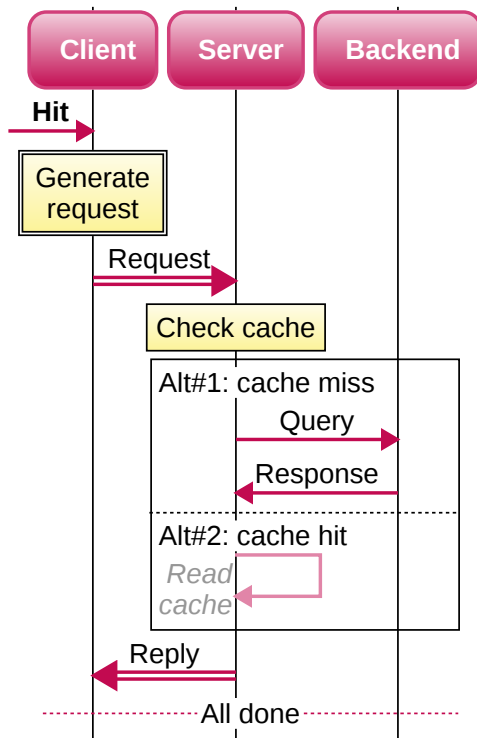 Client Server Backend
Hit
Generate
request
Request
Check cache
Alt#1: cache miss
Query
Response
Alt#2: cache hit
Read
cache
Reply
All done